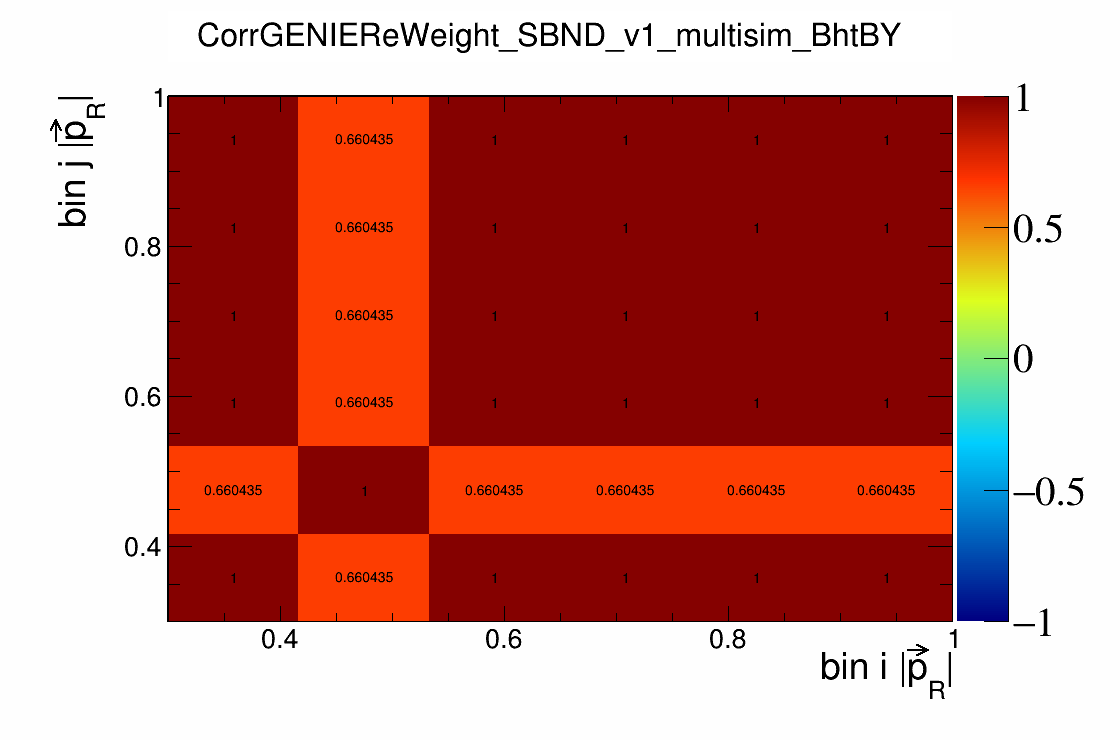 CorrGENIEReWeight_SBND_v1_multisim_BhtBY
bin j |p⃗_R|
1
0.8
0.6
0.4
1 0.660435 1 1 1 1
1 0.660435 1 1 1 1
1 0.660435 1 1 1 1
1 0.660435 1 1 1 1
0.660435 1 0.660435 0.660435 0.660435 0.660435
1 0.660435 1 1 1 1
0.4 0.6 0.8 1
bin i |p⃗_R|
1
0.5
0
−0.5
−1